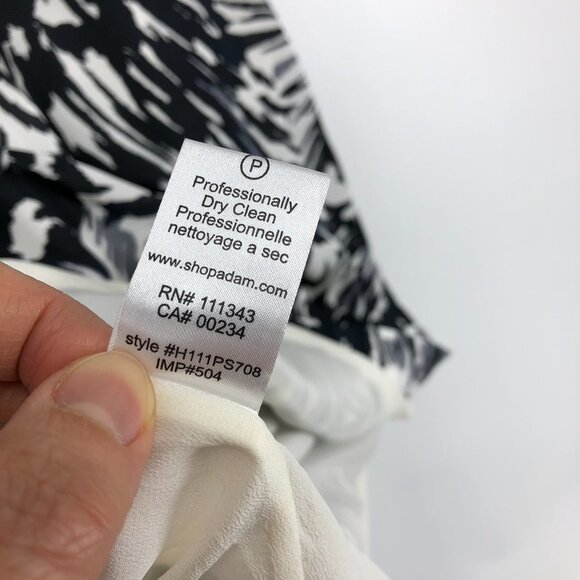 P
Professionally
Dry Clean
Professionnelle
nettoyage a sec
www.shopadam.com
RN# 111343
CA# 00234
style #H111PS708
IMP#504